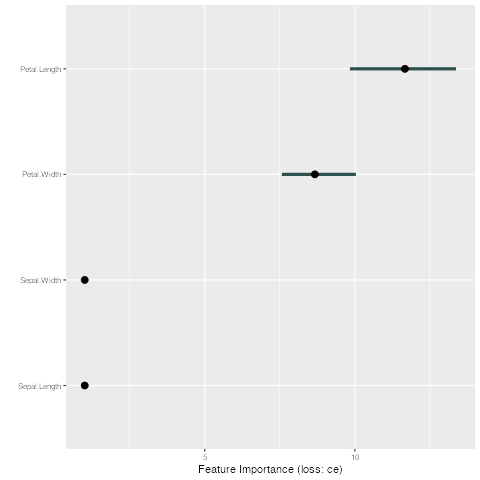 Petal.Length
Petal.Width
Sepal.Width
Sepal.Length
5 10
Feature Importance (loss: ce)